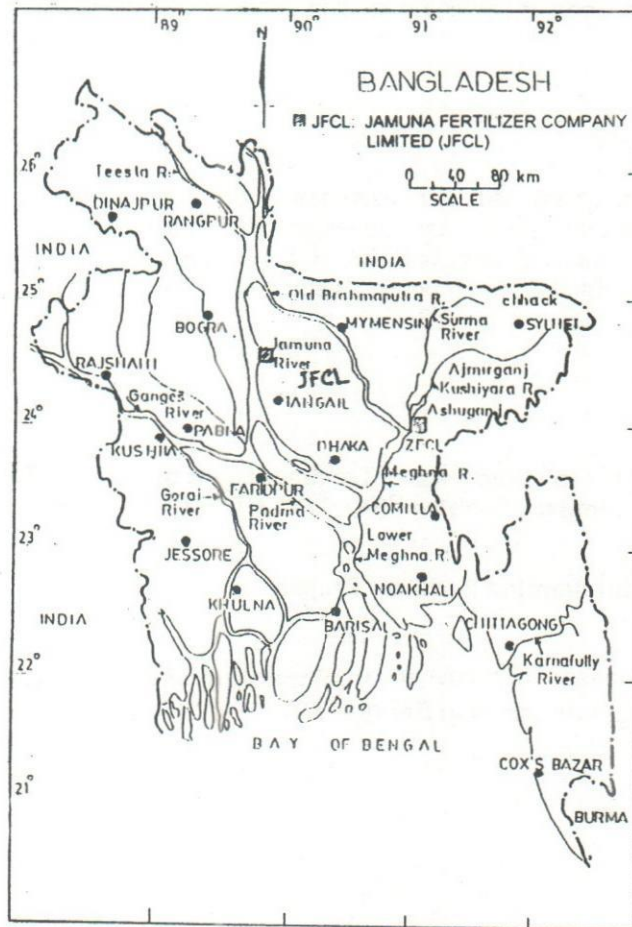 89° 90 91 92
N
BANGLADESH
JFCL: JAMUNA FERTILIZER COMPANY
LIMITED (JFCL)
0 20 40 60 80 km
SCALE
26°
Teesta R.
DINAJPUR
RANGPUR
INDIA
INDIA
25°
Old Brahmaputra R.
chhack
BOGRA
MYMENSIN
Surma
River
SYLHET
Jamuna
River
RAJSHAHI
JFCL
Ajmirganj
Kushiyara R.
24°
Ganges
River
TANGAIL
Ashuganj
PABNA
ZFCL
KUSHTIA
DHAKA
Meghna R.
FARIDPUR
Gorai
River
Padma
River
COMILLA
23°
Lower
Meghna R.
JESSORE
NOAKHALI
KHULNA
INDIA
BARISAL
CHITTAGONG
22°
Karnafully
River
BAY OF BENGAL
COX'S BAZAR
21°
BURMA